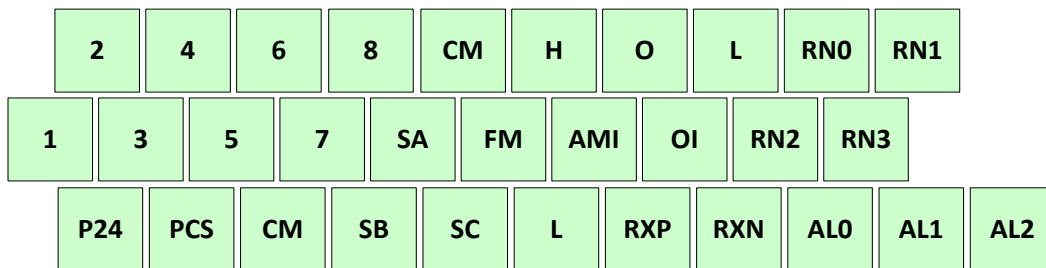 2 4 6 8 CM H O L RN0 RN1
1 3 5 7 SA FM AMI OI RN2 RN3
P24 PCS CM SB SC L RXP RXN AL0 AL1 AL2